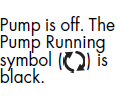 Pump is off. The
Pump Running
symbol () is
black.